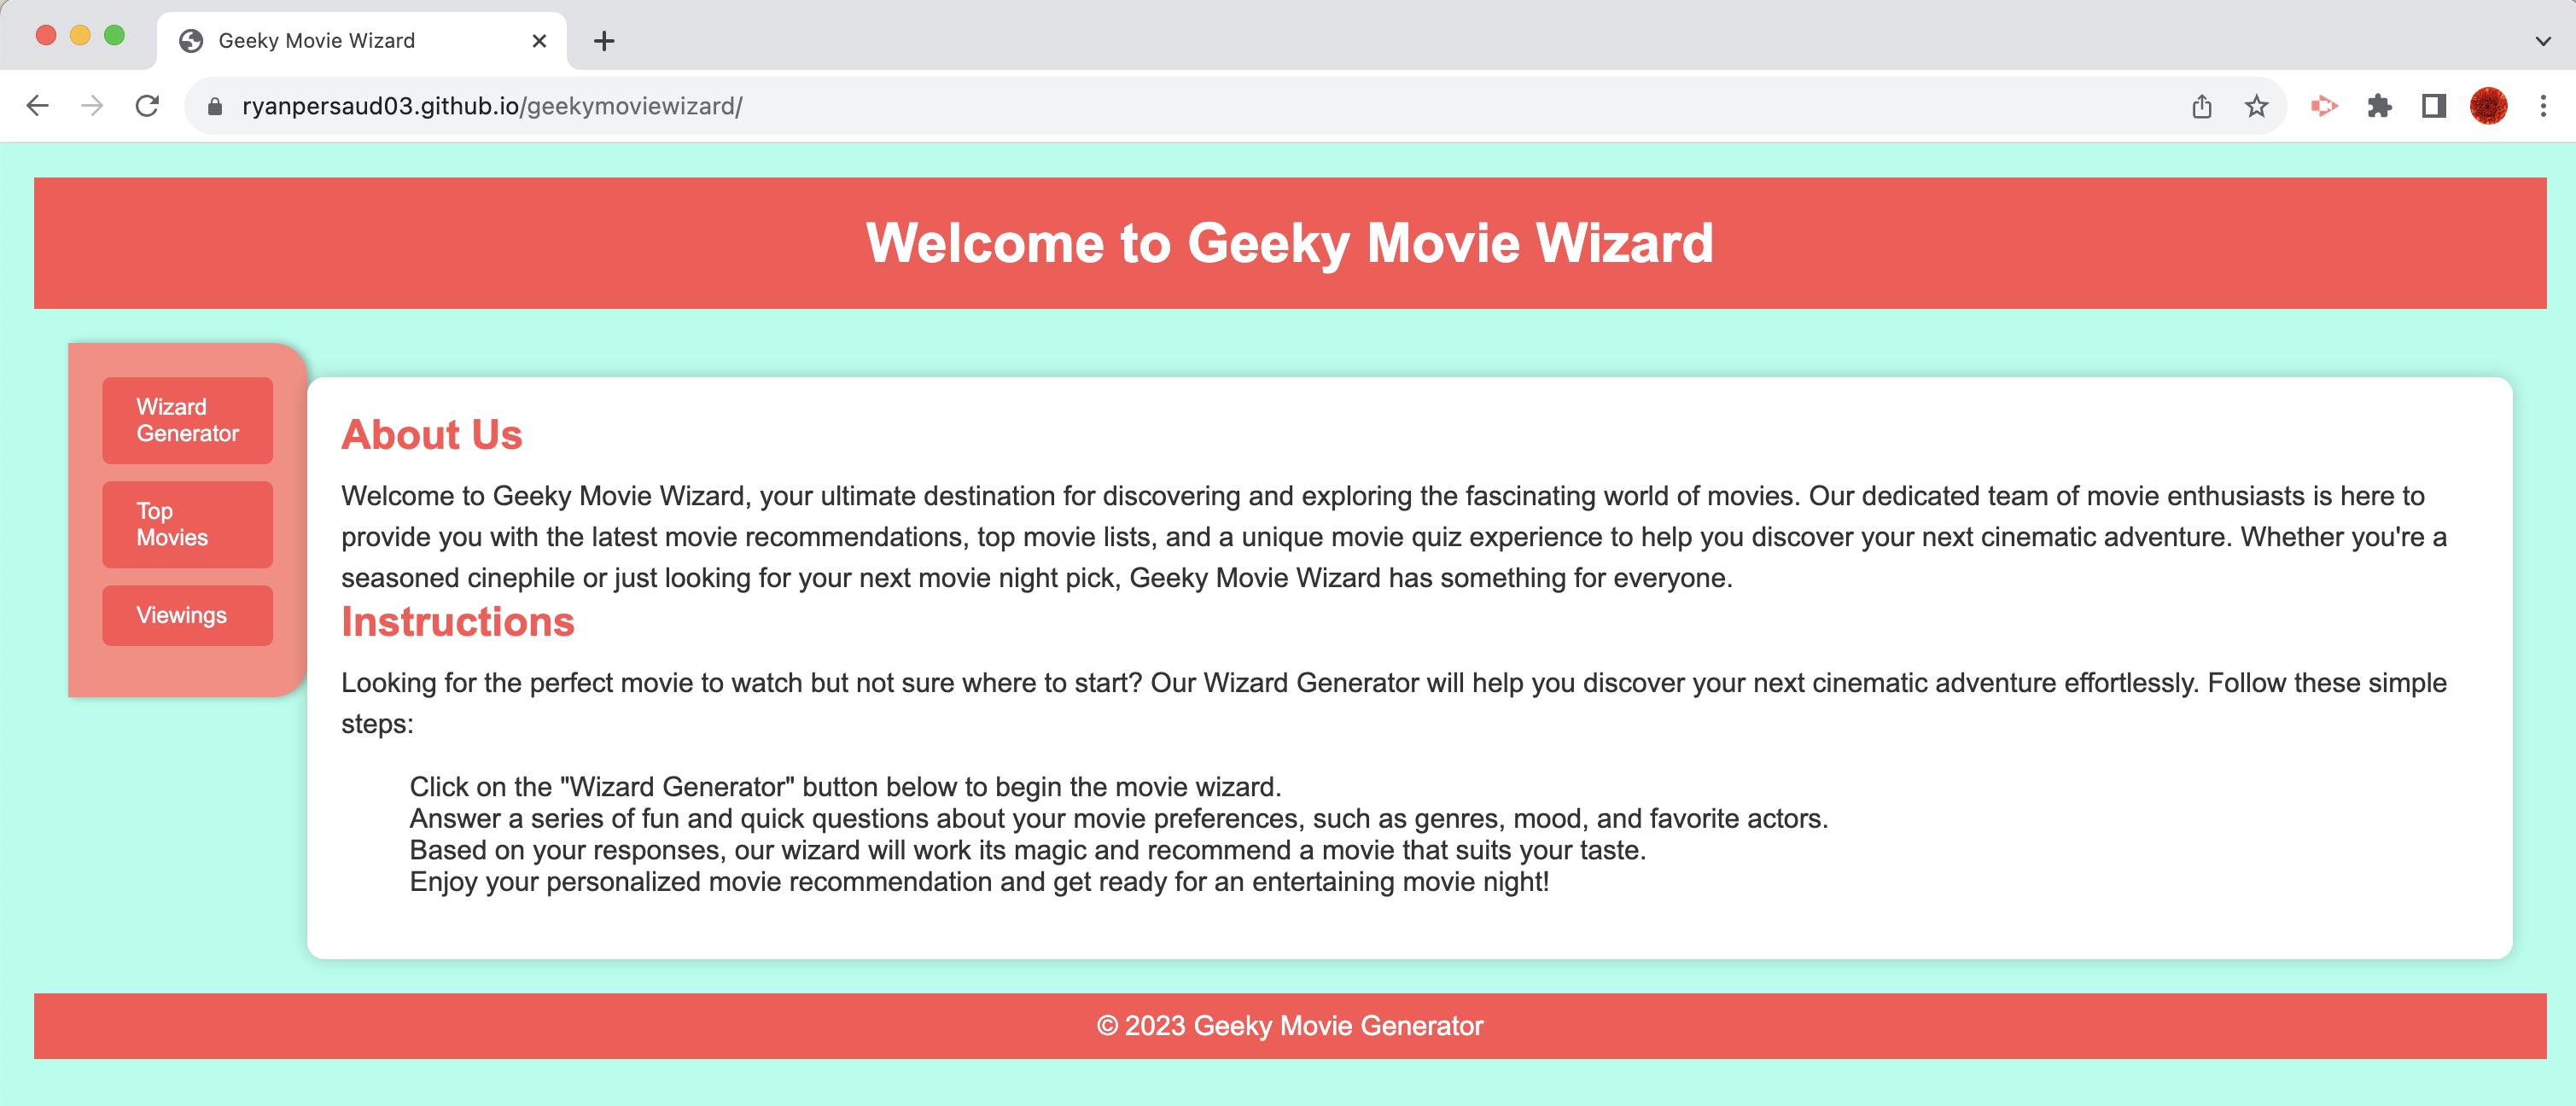 Geeky Movie Wizard
ryanpersaud03.github.io/geekymoviewizard/
Welcome to Geeky Movie Wizard
Wizard
Generator
Top
Movies
Viewings
About Us
Welcome to Geeky Movie Wizard, your ultimate destination for discovering and exploring the fascinating world of movies. Our dedicated team of movie enthusiasts is here to
provide you with the latest movie recommendations, top movie lists, and a unique movie quiz experience to help you discover your next cinematic adventure. Whether you're a
seasoned cinephile or just looking for your next movie night pick, Geeky Movie Wizard has something for everyone.
Instructions
Looking for the perfect movie to watch but not sure where to start? Our Wizard Generator will help you discover your next cinematic adventure effortlessly. Follow these simple
steps:
Click on the "Wizard Generator" button below to begin the movie wizard.
Answer a series of fun and quick questions about your movie preferences, such as genres, mood, and favorite actors.
Based on your responses, our wizard will work its magic and recommend a movie that suits your taste.
Enjoy your personalized movie recommendation and get ready for an entertaining movie night!
© 2023 Geeky Movie Generator